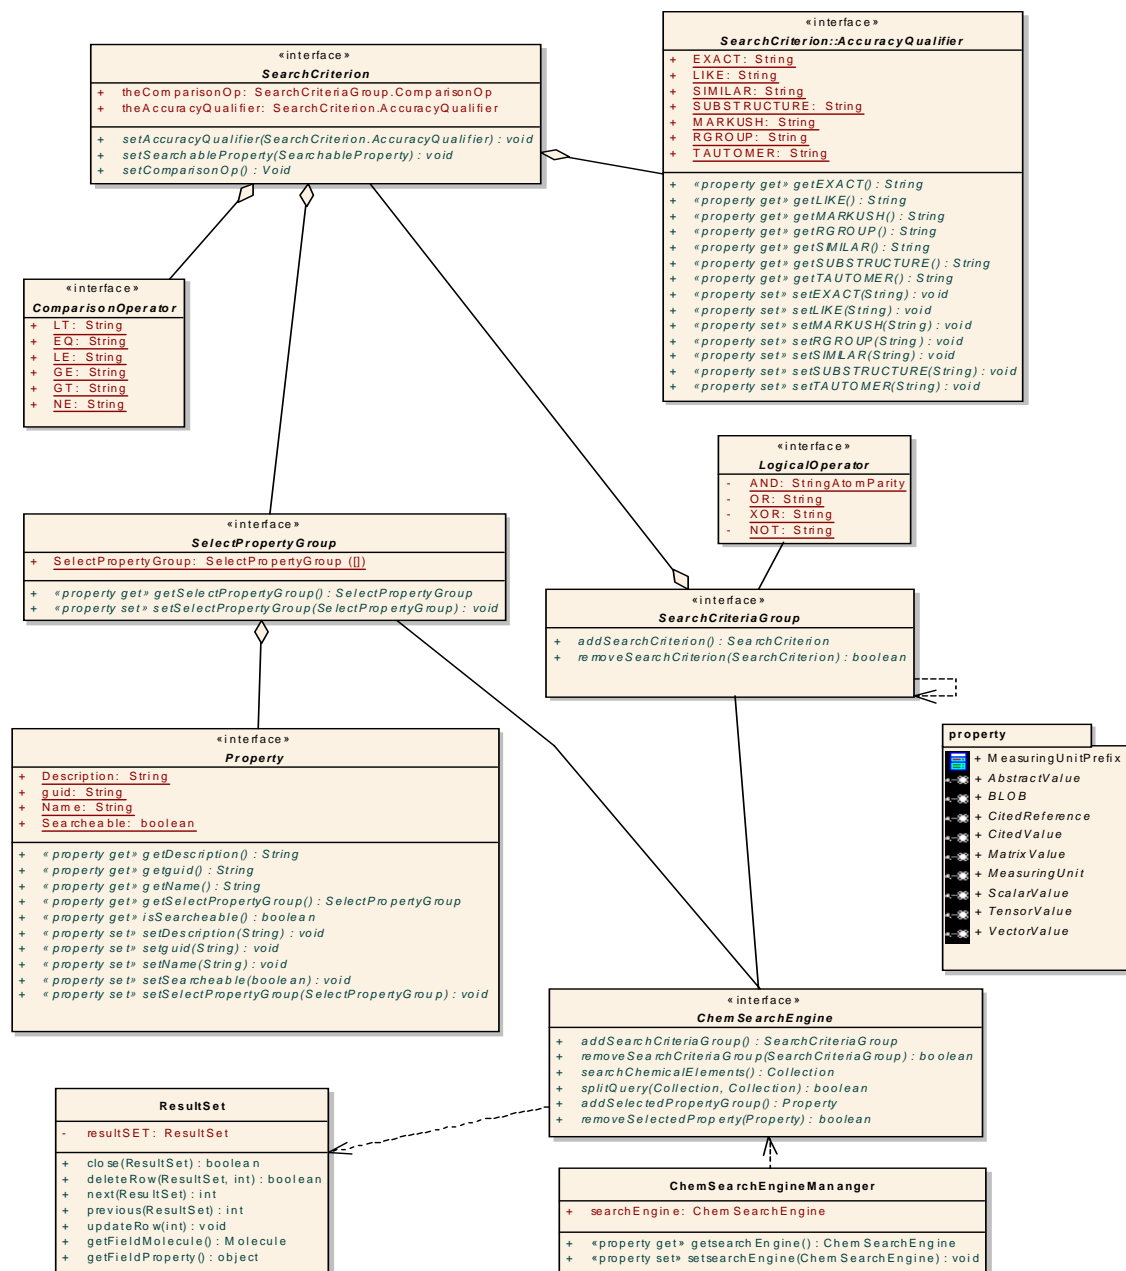 «interface»
SearchCriterion
+ theComparisonOp: SearchCriteriaGroup.ComparisonOp
+ theAccuracyQualifier: SearchCriterion.AccuracyQualifier
+ setAccuracyQualifier(SearchCriterion.AccuracyQualifier) : void
+ setSearchableProperty(SearchableProperty) : void
+ setComparisonOp() : Void
«interface»
SearchCriterion::AccuracyQualifier
+ EXACT: String
+ LIKE: String
+ SIMILAR: String
+ SUBSTRUCTURE: String
+ MARKUSH: String
+ RGROUP: String
+ TAUTOMER: String
+ «property get» getEXACT() : String
+ «property get» getLIKE() : String
+ «property get» getMARKUSH() : String
+ «property get» getRGROUP() : String
+ «property get» getSIMILAR() : String
+ «property get» getSUBSTRUCTURE() : String
+ «property get» getTAUTOMER() : String
+ «property set» setEXACT(String) : void
+ «property set» setLIKE(String) : void
+ «property set» setMARKUSH(String) : void
+ «property set» setRGROUP(String) : void
+ «property set» setSIMILAR(String) : void
+ «property set» setSUBSTRUCTURE(String) : void
+ «property set» setTAUTOMER(String) : void
«interface»
ComparisonOperator
+ LT: String
+ EQ: String
+ LE: String
+ GE: String
+ GT: String
+ NE: String
«interface»
LogicalOperator
- AND: StringAtomParity
- OR: String
- XOR: String
- NOT: String
«interface»
SelectPropertyGroup
+ SelectPropertyGroup: SelectPropertyGroup ([])
+ «property get» getSelectPropertyGroup() : SelectPropertyGroup
+ «property set» setSelectPropertyGroup(SelectPropertyGroup) : void
«interface»
SearchCriteriaGroup
+ addSearchCriterion() : SearchCriterion
+ removeSearchCriterion(SearchCriterion) : boolean
«interface»
Property
+ Description: String
+ guid: String
+ Name: String
+ Searcheable: boolean
+ «property get» getDescription() : String
+ «property get» getguid() : String
+ «property get» getName() : String
+ «property get» getSelectPropertyGroup() : SelectPropertyGroup
+ «property get» isSearcheable() : boolean
+ «property set» setDescription(String) : void
+ «property set» setguid(String) : void
+ «property set» setName(String) : void
+ «property set» setSearcheable(boolean) : void
+ «property set» setSelectPropertyGroup(SelectPropertyGroup) : void
property
+ MeasuringUnitPrefix
+ AbstractValue
+ BLOB
+ CitedReference
+ CitedValue
+ MatrixValue
+ MeasuringUnit
+ ScalarValue
+ TensorValue
+ VectorValue
«interface»
ChemSearchEngine
+ addSearchCriteriaGroup() : SearchCriteriaGroup
+ removeSearchCriteriaGroup(SearchCriteriaGroup) : boolean
+ searchChemicalElements() : Collection
+ splitQuery(Collection, Collection) : boolean
+ addSelectedPropertyGroup() : Property
+ removeSelectedProperty(Property) : boolean
ResultSet
- resultSET: ResultSet
+ close(ResultSet) : boolean
+ deleteRow(ResultSet, int) : boolean
+ next(ResultSet) : int
+ previous(ResultSet) : int
+ updateRow(int) : void
+ getFieldMolecule() : Molecule
+ getFieldProperty() : object
ChemSearchEngineMananger
+ searchEngine: ChemSearchEngine
+ «property get» getsearchEngine() : ChemSearchEngine
+ «property set» setsearchEngine(ChemSearchEngine) : void